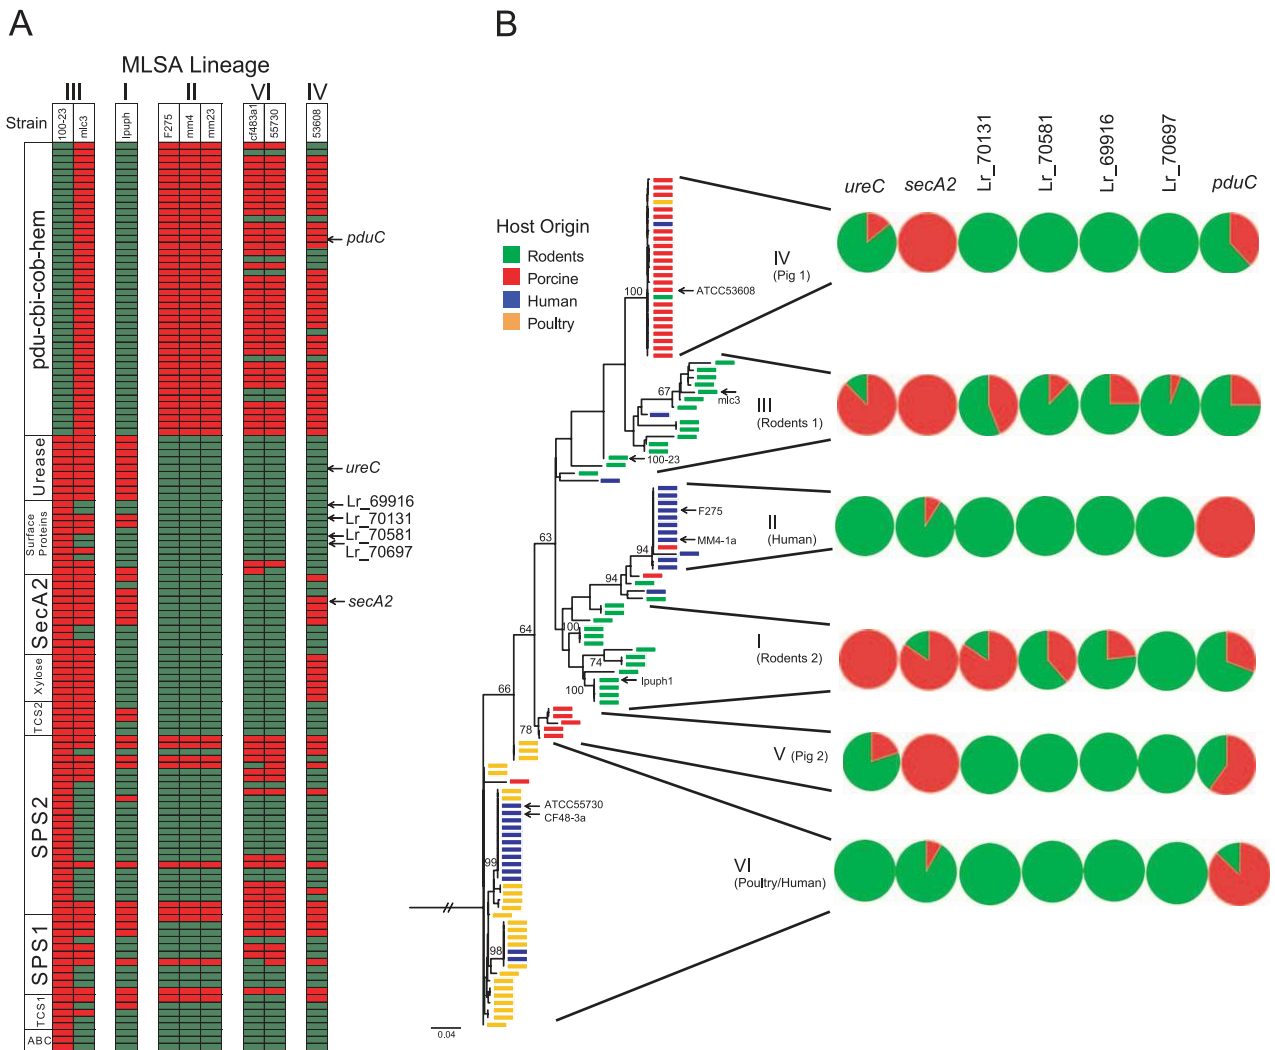 A
B
MLSA Lineage
III I II VI IV
Strain
100-23
mlc3
lpuph
F275
mm4
mm23
cf483a1
55730
53608
pdu-cbi-cob-hem
Urease
Surface Proteins
SecA2
Xylose
TCS2
SPS2
SPS1
TCS1
ABC
pduC
ureC
Lr_69916
Lr_70131
Lr_70581
Lr_70697
secA2
Host Origin
Rodents
Porcine
Human
Poultry
100
ATCC53608
67
mlc3
100-23
F275
MM4-1a
94
94
63
100
64
74
lpuph1
100
66
78
ATCC55730
CF48-3a
99
98
0.04
ureC secA2 Lr_70131 Lr_70581 Lr_69916 Lr_70697 pduC
IV
(Pig 1)
III
(Rodents 1)
II
(Human)
I
(Rodents 2)
V (Pig 2)
VI
(Poultry/Human)